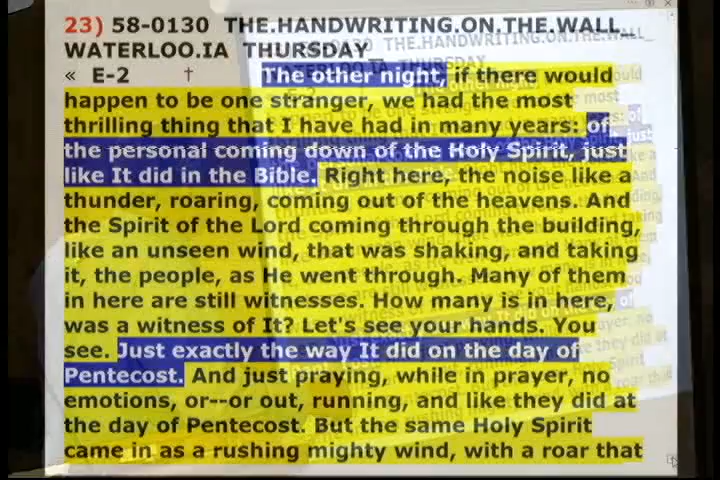 23) 58-0130 THE.HANDWRITING.ON.THE.WALL_
WATERLOO.IA THURSDAY
« E-2 † The other night, if there would
happen to be one stranger, we had the most
thrilling thing that I have had in many years: of
the personal coming down of the Holy Spirit, just
like It did in the Bible. Right here, the noise like a
thunder, roaring, coming out of the heavens. And
the Spirit of the Lord coming through the building,
like an unseen wind, that was shaking, and taking
it, the people, as He went through. Many of them
in here are still witnesses. How many is in here,
was a witness of It? Let's see your hands. You
see. Just exactly the way It did on the day of
Pentecost. And just praying, while in prayer, no
emotions, or--or out, running, and like they did at
the day of Pentecost. But the same Holy Spirit
came in as a rushing mighty wind, with a roar that